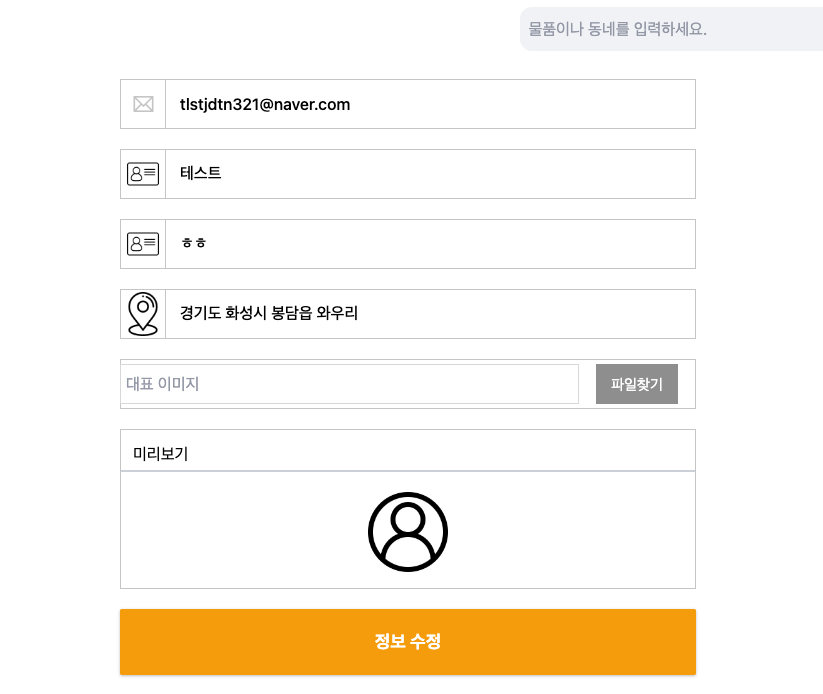 물품이나 동네를 입력하세요.
tlstjdtn321@naver.com
테스트
ㅎㅎ
경기도 화성시 봉담읍 와우리
대표 이미지 파일찾기
미리보기
정보 수정